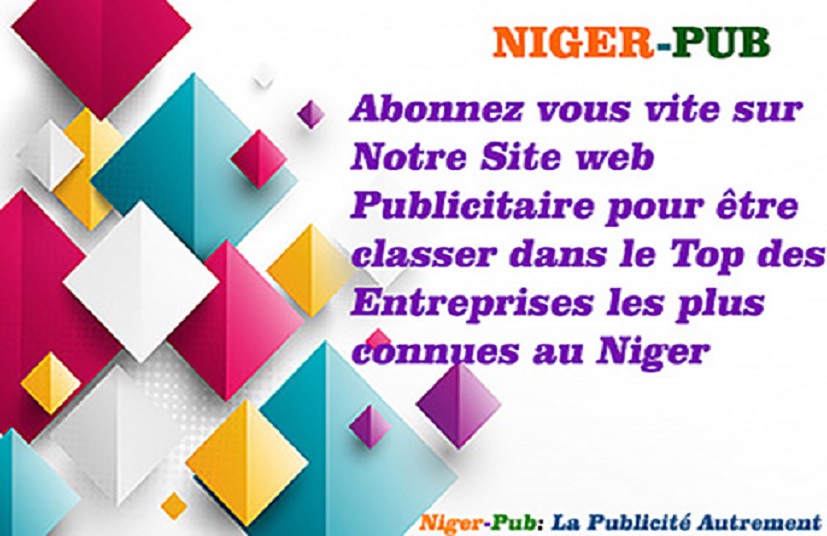 NIGER-PUB
Abonnez vous vite sur
Notre Site web
Publicitaire pour être
classer dans le Top des
Entreprises les plus
connues au Niger
Niger-Pub: La Publicité Autrement